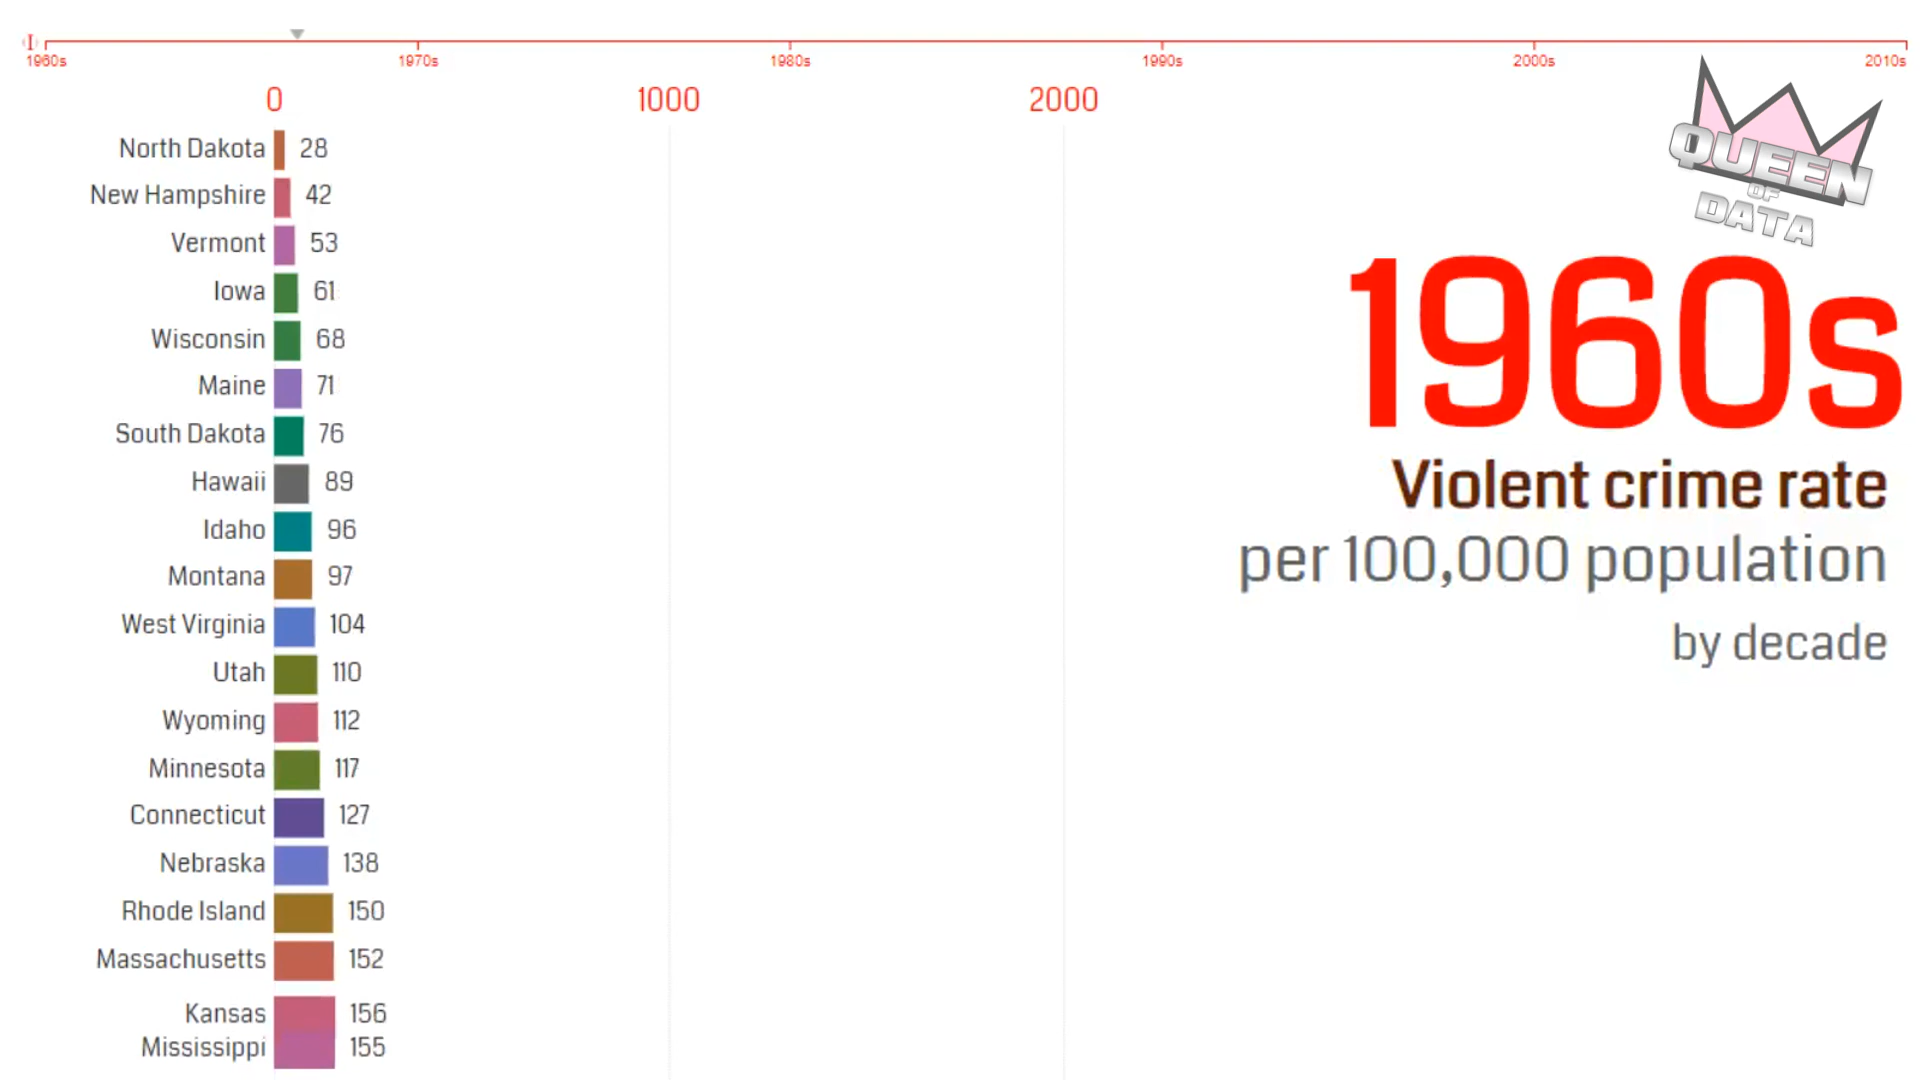 1960s 1970s 1980s 1990s 2000s 2010s
0 1000 2000
QUEEN
OF
DATA
North Dakota 28
New Hampshire 42
Vermont 53
Iowa 61
Wisconsin 68
Maine 71
South Dakota 76
Hawaii 89
Idaho 96
Montana 97
West Virginia 104
Utah 110
Wyoming 112
Minnesota 117
Connecticut 127
Nebraska 138
Rhode Island 150
Massachusetts 152
Kansas 156
Mississippi 155
1960s
Violent crime rate
per 100,000 population
by decade